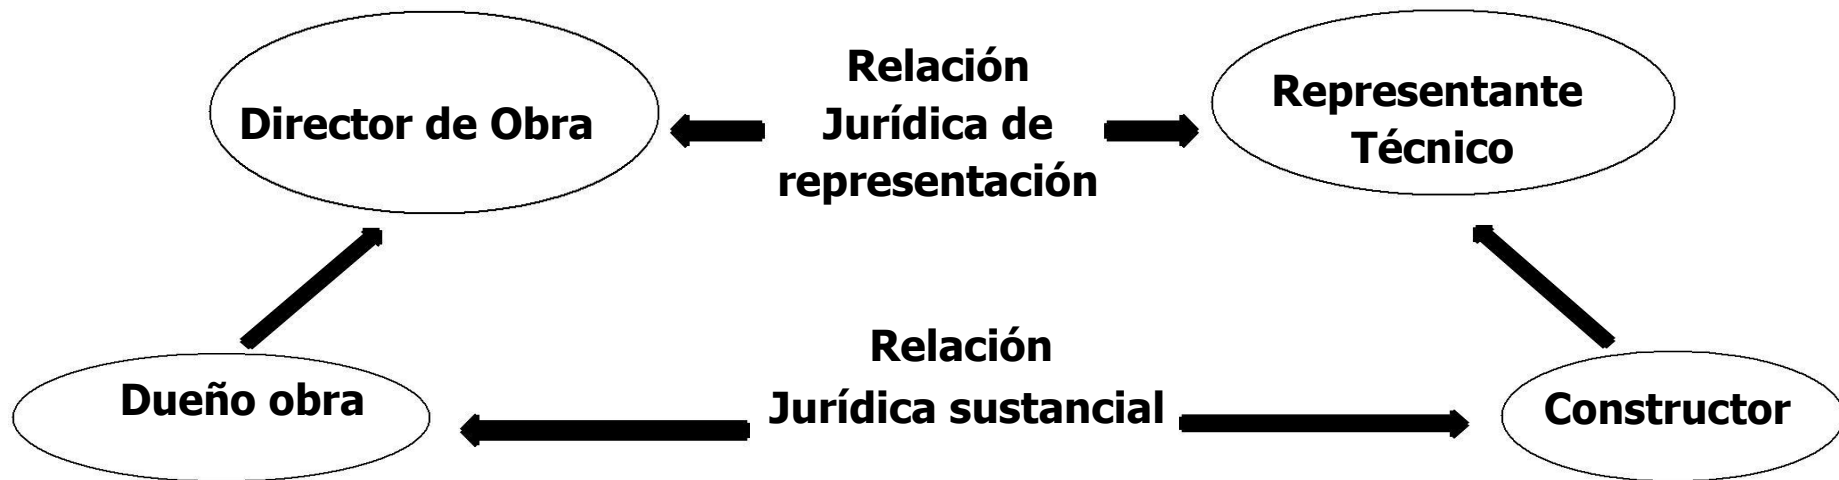 Director de Obra
Relación
Jurídica de
representación
Representante
Técnico
Dueño obra
Relación
Jurídica sustancial
Constructor